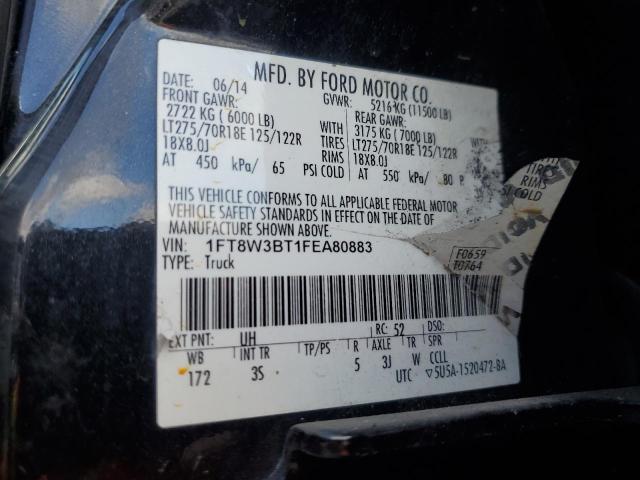 MFD. BY FORD MOTOR CO.
DATE: 06/14 GVWR: 5216 KG (11500 LB)
FRONT GAWR: REAR GAWR:
2722 KG ( 6000 LB) 3175 KG ( 7000 LB)
LT275/70R18E 125/122R TIRES LT275/70R18E 125/122R
18X8.0J RIMS 18X8.0J
AT 450 kPa/ 65 PSI COLD AT 550 kPa/ 80 P
TIRES
RIMS
SI COLD
THIS VEHICLE CONFORMS TO ALL APPLICABLE FEDERAL MOTOR
VEHICLE SAFETY STANDARDS IN EFFECT ON THE DATE OF
MANUFACTURE SHOWN ABOVE.
VIN: 1FT8W3BT1FEA80883
TYPE: Truck
F0659
T0764
EXT PNT: UH RC: 52 DSO:
WB INT TR TP/PS R AXLE TR SPR
172 3S 5 3J W CCLL
UTC ▽5U5A-1520472-BA